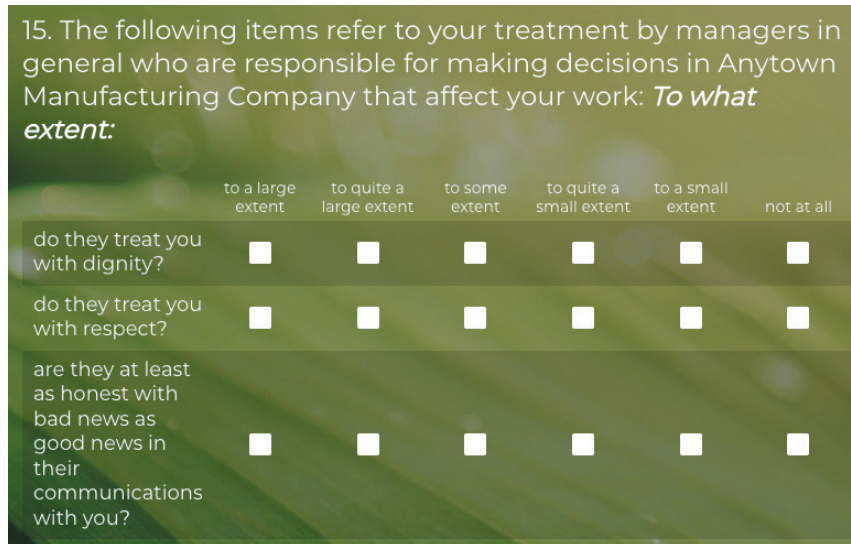 15. The following items refer to your treatment by managers in
general who are responsible for making decisions in Anytown
Manufacturing Company that affect your work: To what
extent:
to a large extent
to quite a large extent
to some extent
to quite a small extent
to a small extent
not at all
do they treat you
with dignity?
do they treat you
with respect?
are they at least
as honest with
bad news as
good news in
their
communications
with you?